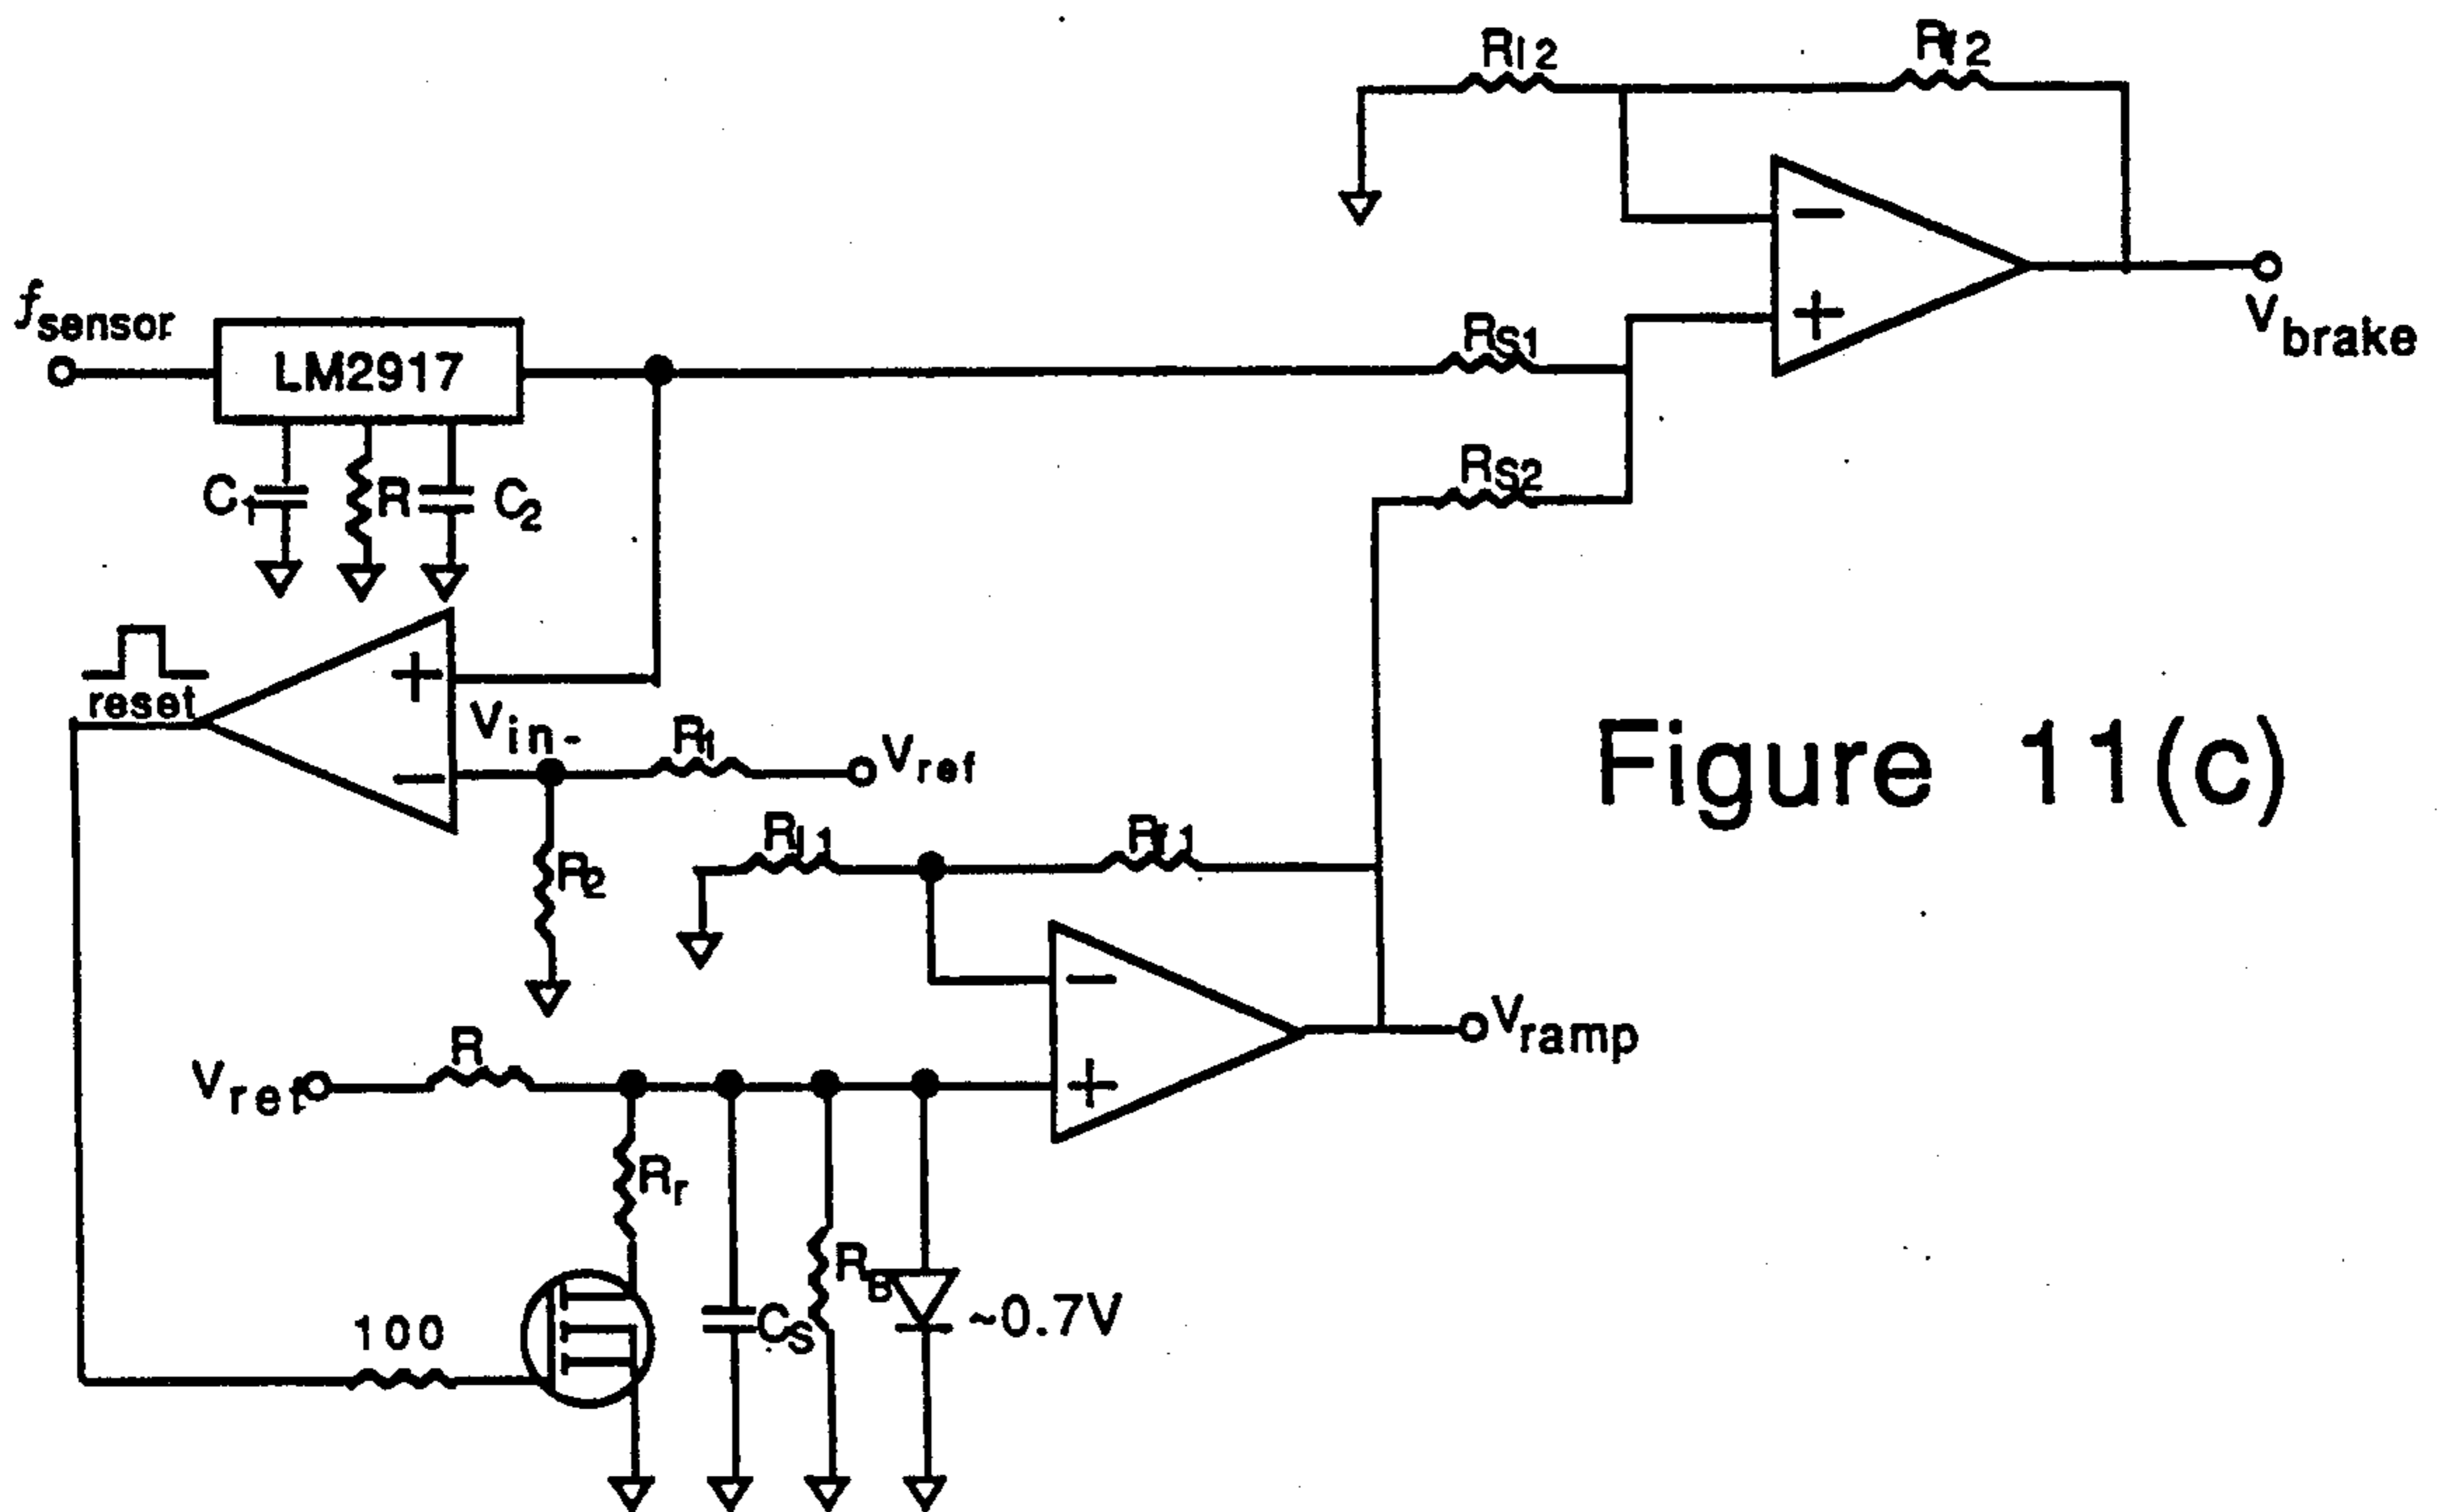 Ri2
Rf2
fsensor
LM2917
Vbrake
RS1
RS2
C1
R
C2
reset
Vin-
R1
Vref
Figure 11(c)
Ri1
Rf1
R2
R
Vref
Vramp
Rr
RB
CS
~0.7V
100